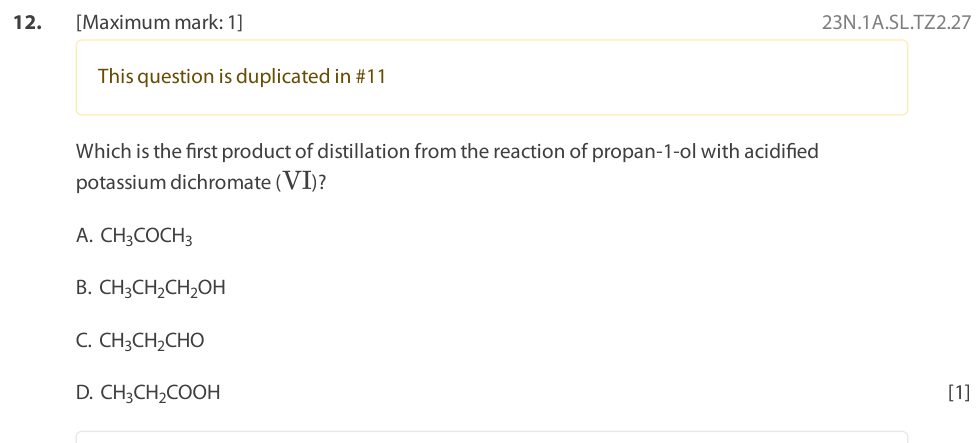 12. [Maximum mark: 1] 23N.1A.SL.TZ2.27
This question is duplicated in #11
Which is the first product of distillation from the reaction of propan-1-ol with acidified
potassium dichromate (VI)?
A. CH₃COCH₃
B. CH₃CH₂CH₂OH
C. CH₃CH₂CHO
D. CH₃CH₂COOH [1]